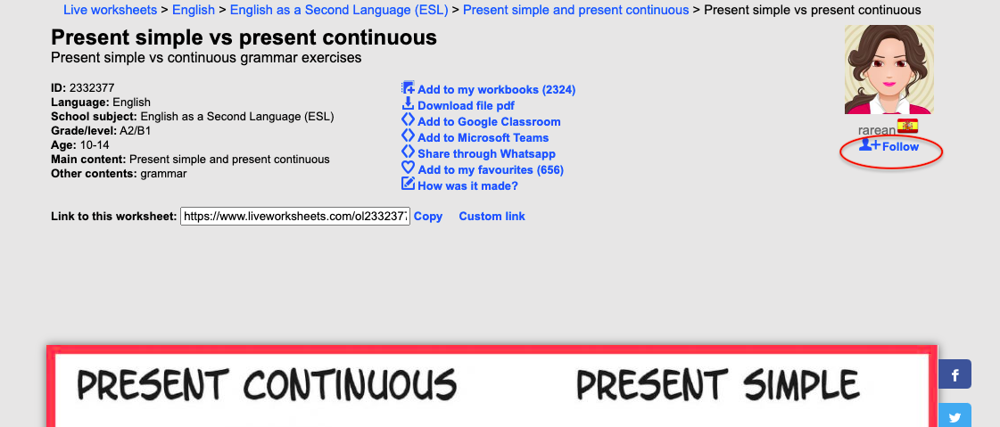 Live worksheets > English > English as a Second Language (ESL) > Present simple and present continuous > Present simple vs present continuous
Present simple vs present continuous
Present simple vs continuous grammar exercises
ID: 2332377
Language: English
School subject: English as a Second Language (ESL)
Grade/level: A2/B1
Age: 10-14
Main content: Present simple and present continuous
Other contents: grammar
Add to my workbooks (2324)
Download file pdf
Add to Google Classroom
Add to Microsoft Teams
Share through Whatsapp
Add to my favourites (656)
How was it made?
rarean
Follow
Link to this worksheet: https://www.liveworksheets.com/ol2332377 Copy Custom link
PRESENT CONTINUOUS PRESENT SIMPLE